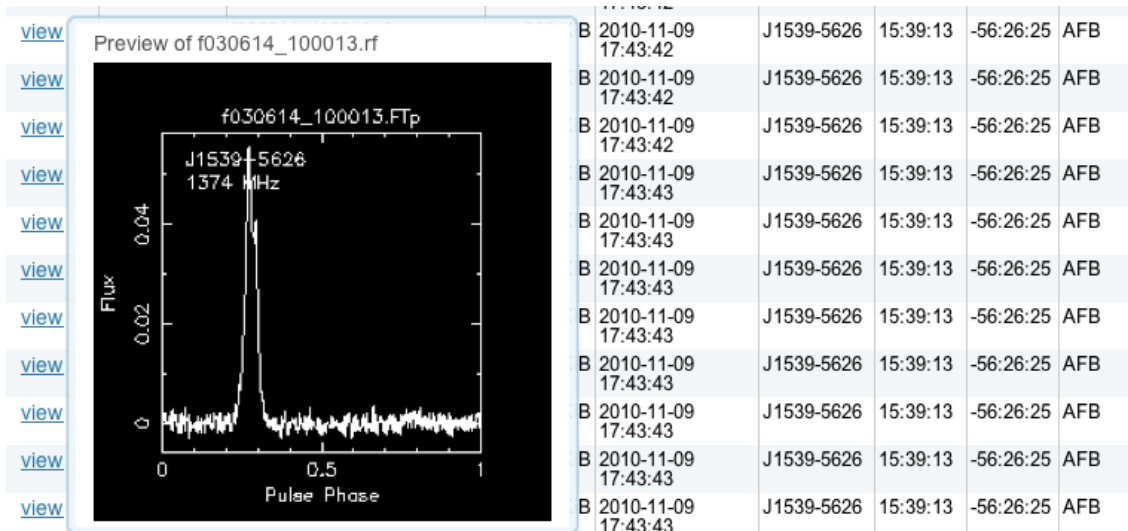 Preview of f030614_100013.rf
f030614_100013.FTp
J1539-5626
1374 MHz
Flux
0.04
0.02
0
0 0.5 1
Pulse Phase
view B 2010-11-09 J1539-5626 15:39:13 -56:26:25 AFB
17:43:42
view B 2010-11-09 J1539-5626 15:39:13 -56:26:25 AFB
17:43:42
view B 2010-11-09 J1539-5626 15:39:13 -56:26:25 AFB
17:43:42
view B 2010-11-09 J1539-5626 15:39:13 -56:26:25 AFB
17:43:43
view B 2010-11-09 J1539-5626 15:39:13 -56:26:25 AFB
17:43:43
view B 2010-11-09 J1539-5626 15:39:13 -56:26:25 AFB
17:43:43
view B 2010-11-09 J1539-5626 15:39:13 -56:26:25 AFB
17:43:43
view B 2010-11-09 J1539-5626 15:39:13 -56:26:25 AFB
17:43:43
view B 2010-11-09 J1539-5626 15:39:13 -56:26:25 AFB
17:43:43
view B 2010-11-09 J1539-5626 15:39:13 -56:26:25 AFB
17:43:43
view B 2010-11-09 J1539-5626 15:39:13 -56:26:25 AFB
17:43:43